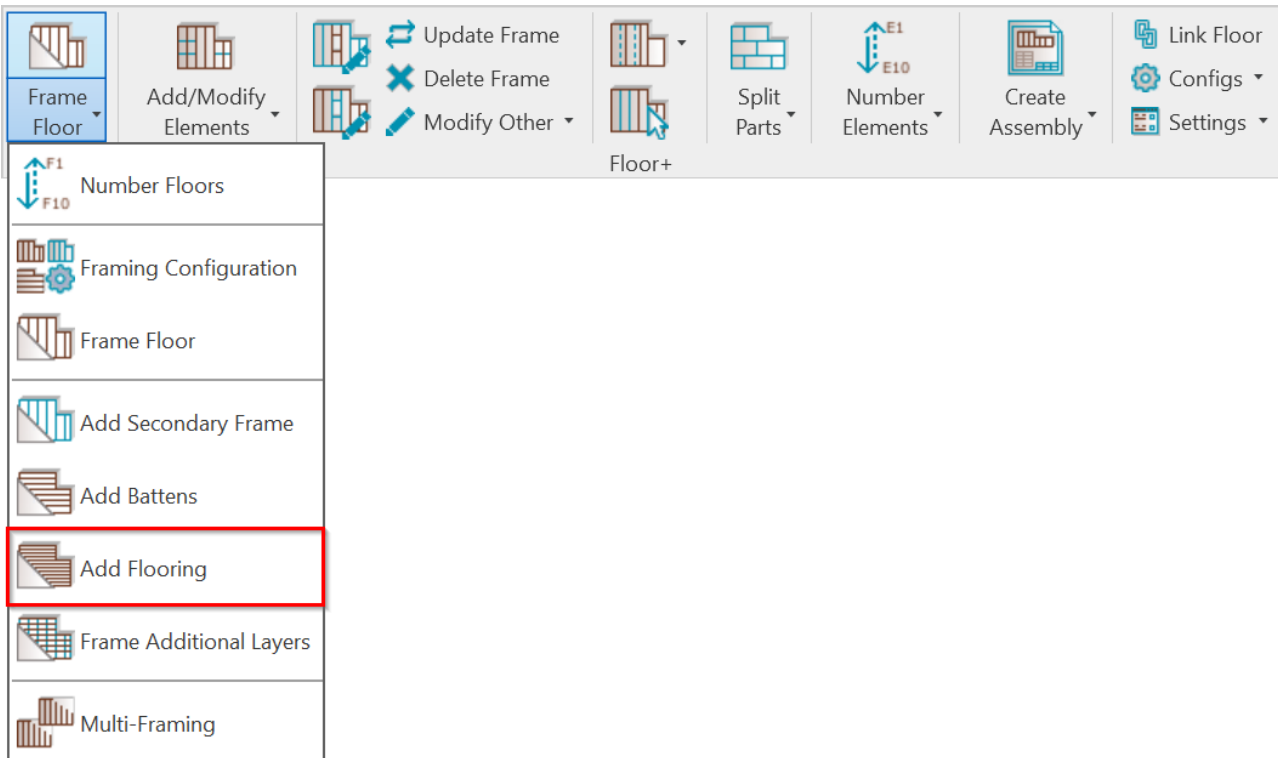 Frame
Floor
Add/Modify
Elements
Update Frame
Delete Frame
Modify Other
Split
Parts
E1
E10
Number
Elements
Create
Assembly
Link Floor
Configs
Settings
Floor+
F1
F10
Number Floors
Framing Configuration
Frame Floor
Add Secondary Frame
Add Battens
Add Flooring
Frame Additional Layers
Multi-Framing